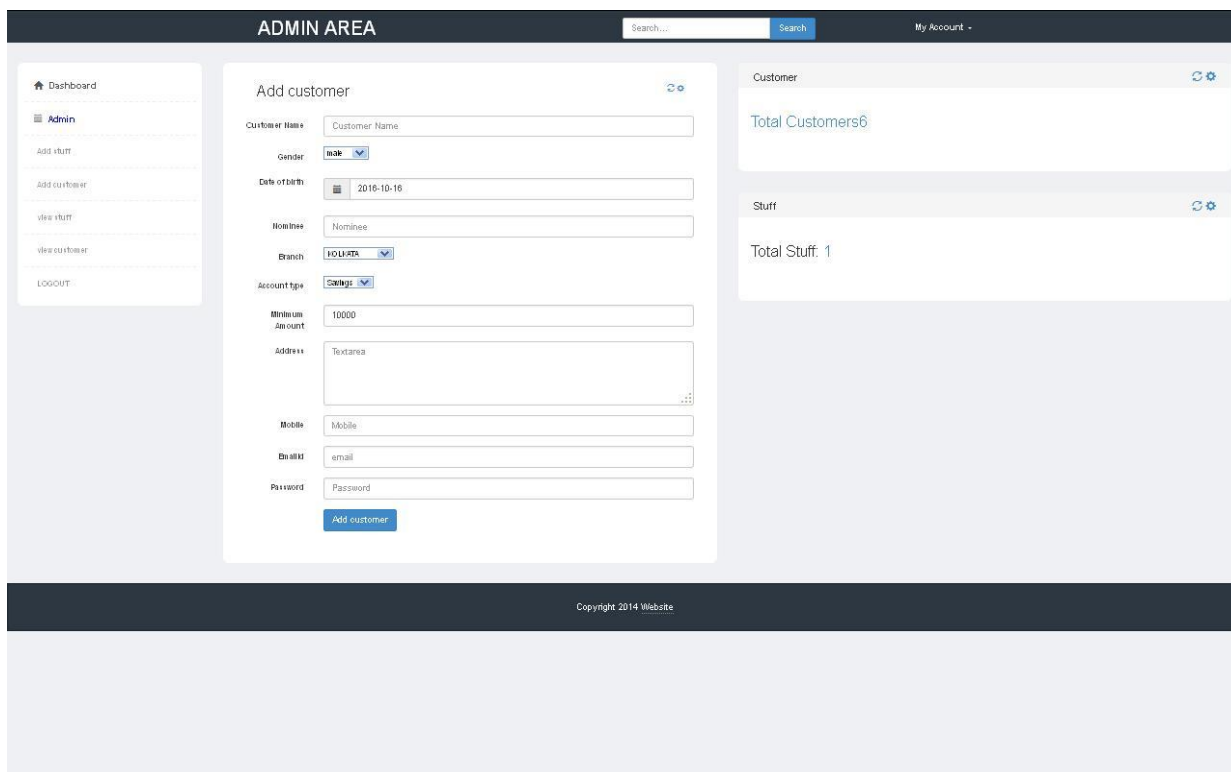 ADMIN AREA
Search...
Search
My Account
Dashboard
Admin
Add stuff
Add customer
view stuff
view customer
LOGOUT
Add customer
Customer Name
Customer Name
Gender
male
Date of birth
2016-10-16
Nominee
Nominee
Branch
KOLKATA
Account type
Savings
Minimum
Amount
10000
Address
Textarea
Mobile
Mobile
Email id
email
Password
Password
Add customer
Customer
Total Customers6
Stuff
Total Stuff: 1
Copyright 2014 Website